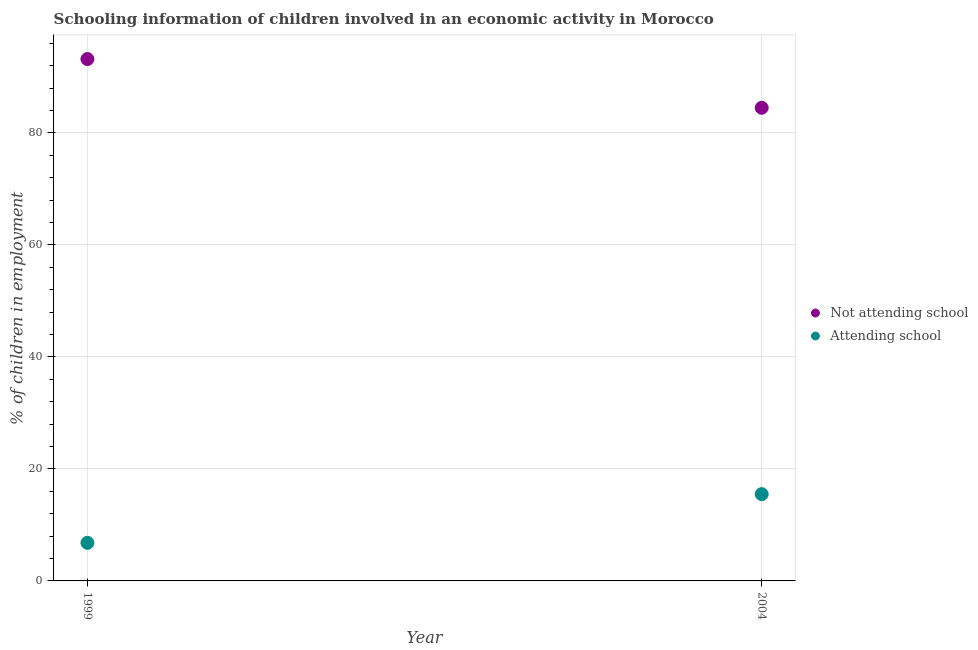 Schooling information of children involved in an economic activity in Morocco
% of children in employment
80
60
40
20
0
1999
2004
Year
Not attending school
Attending school